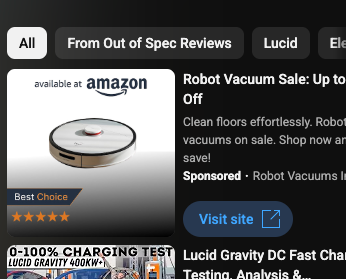 All
From Out of Spec Reviews
Lucid
available at amazon
Best Choice
Robot Vacuum Sale: Up to
Off
Clean floors effortlessly. Robot
vacuums on sale. Shop now
save!
Sponsored · Robot Vacuums
Visit site
0-100% CHARGING TEST
LUCID GRAVITY 400KW+
Lucid Gravity DC Fast
Testing, Analysis &...